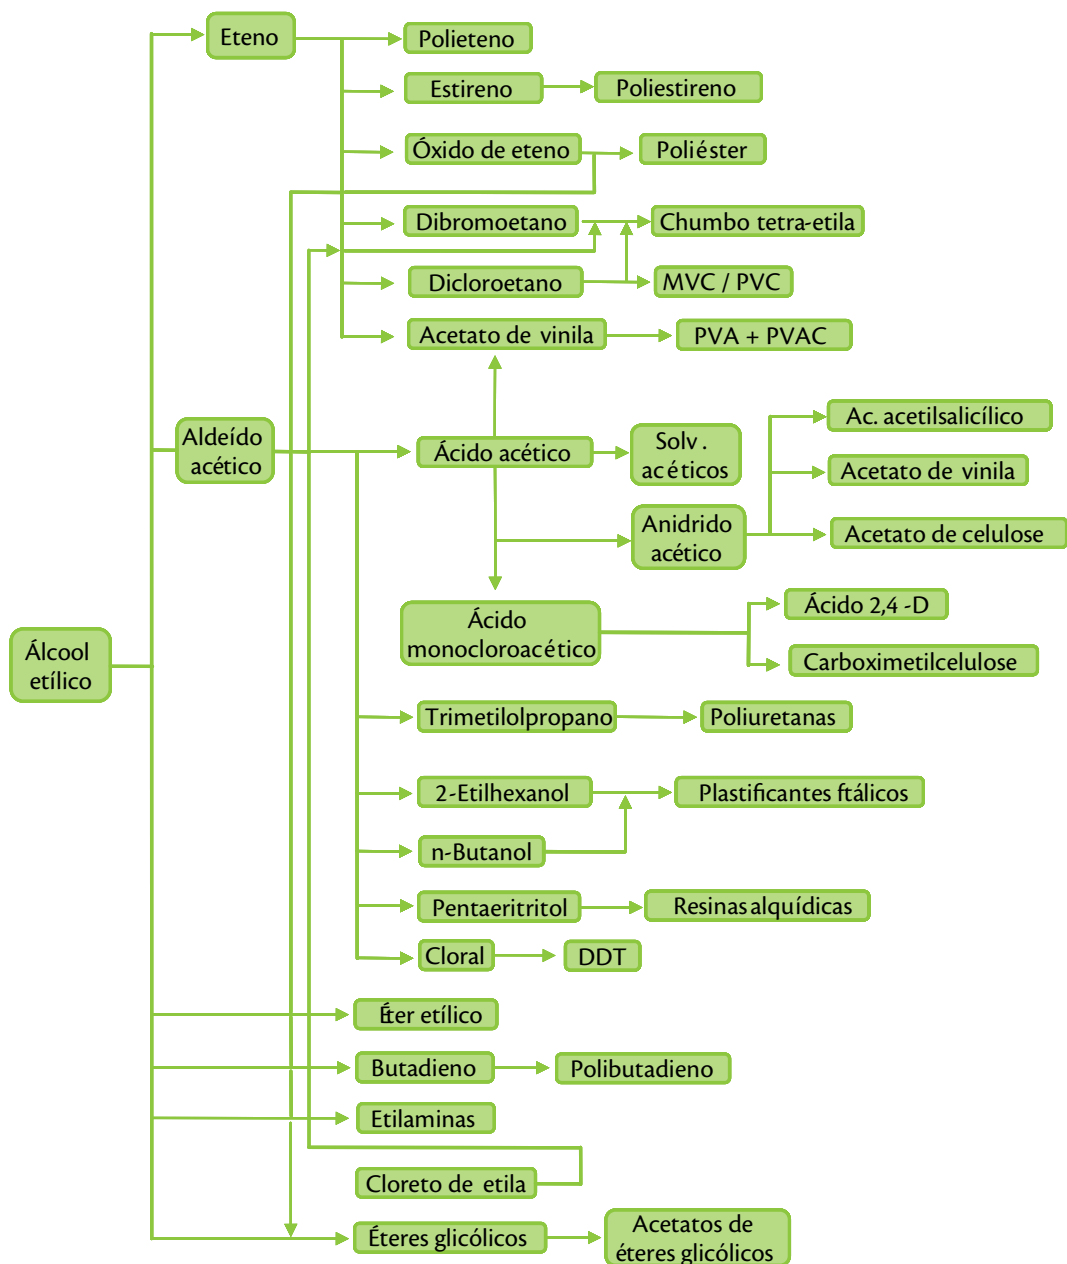 Eteno
Polieteno
Estireno
Poliestireno
Óxido de eteno
Poliéster
Dibromoetano
Chumbo tetra-etila
Dicloroetano
MVC / PVC
Acetato de vinila
PVA + PVAC
Aldeído
acético
Ácido acético
Solv.
acéticos
Ac. acetilsalicílico
Acetato de vinila
Anidrido
acético
Acetato de celulose
Ácido
monocloroacético
Ácido 2,4 -D
Carboximetilcelulose
Álcool
etílico
Trimetilolpropano
Poliuretanas
2-Etilhexanol
Plastificantes ftálicos
n-Butanol
Pentaeritritol
Resinas alquídicas
Cloral
DDT
Éter etílico
Butadieno
Polibutadieno
Etilaminas
Cloreto de etila
Éteres glicólicos
Acetatos de
éteres glicólicos